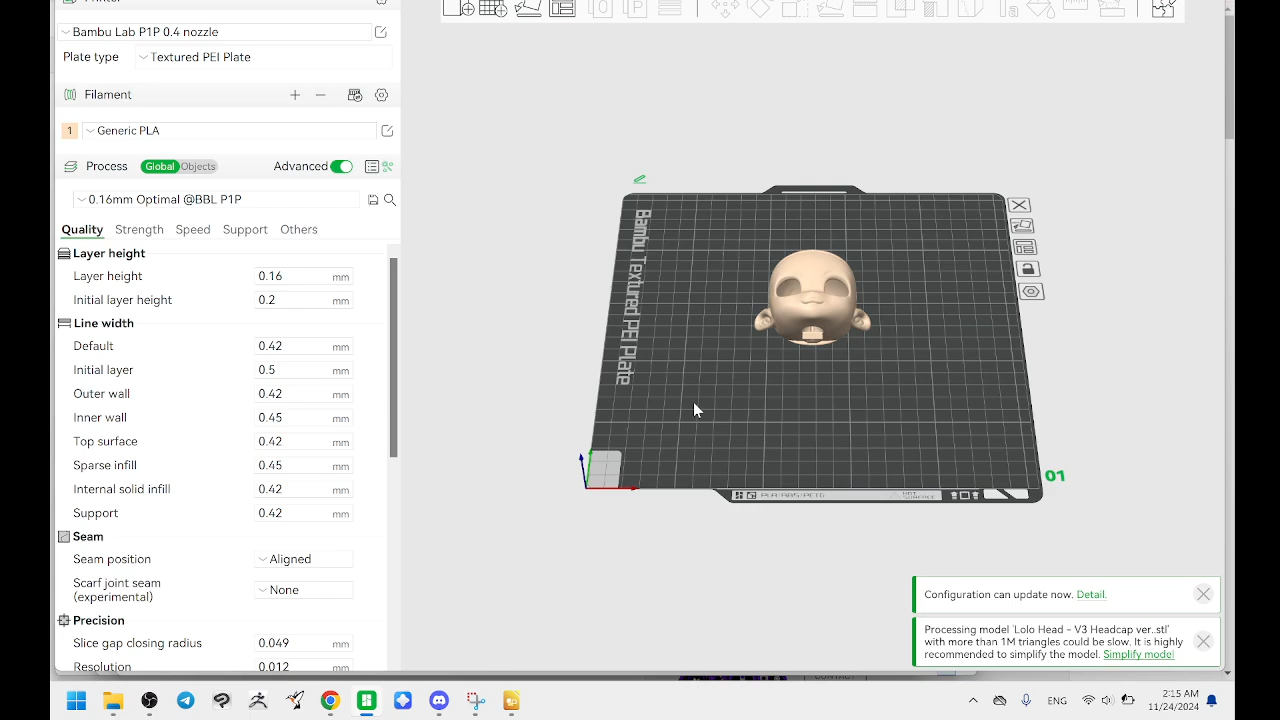 Bambu Lab P1P 0.4 nozzle
Plate type Textured PEI Plate
Filament
1 Generic PLA
Process Global Objects Advanced
0.16mm Optimal @BBL P1P
Quality Strength Speed Support Others
Layer height
Layer height 0.16 mm
Initial layer height 0.2 mm
Line width
Default 0.42 mm
Initial layer 0.5 mm
Outer wall 0.42 mm
Inner wall 0.45 mm
Top surface 0.42 mm
Sparse infill 0.45 mm
Internal solid infill 0.42 mm
Support 0.42 mm
Seam
Seam position Aligned
Scarf joint seam
(experimental) None
Precision
Slice gap closing radius 0.049 mm
Resolution 0.012 mm
Bambu Textured PEI Plate
01
PLA/ABS/PETG
HOT
SURFACE
Configuration can update now. Detail.
Processing model 'Lolo Head - V3 Headcap ver..stl'
with more than 1M triangles could be slow. It is highly
recommended to simplify the model. Simplify model
CONTACT
ENG
2:15 AM
11/24/2024